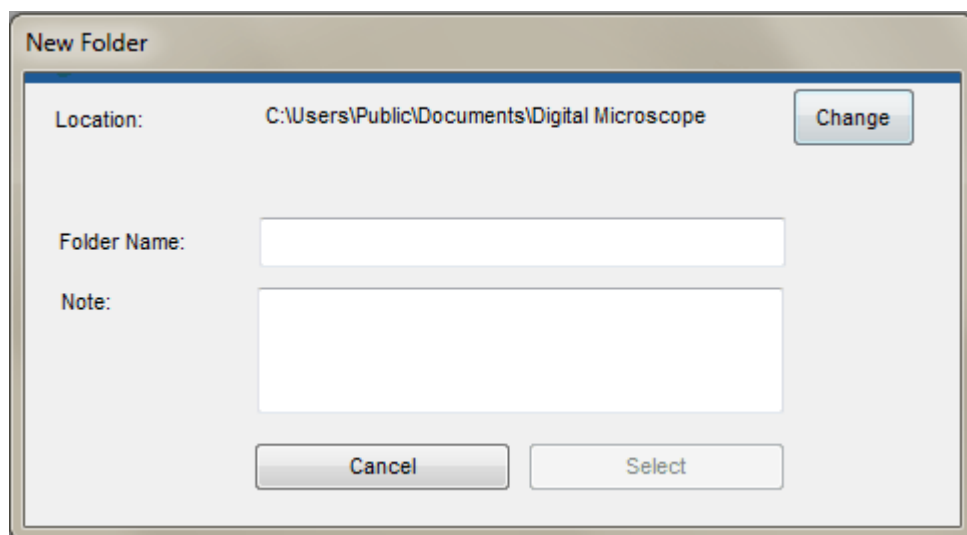 New Folder
Location: C:\Users\Public\Documents\Digital Microscope Change
Folder Name:
Note:
Cancel Select